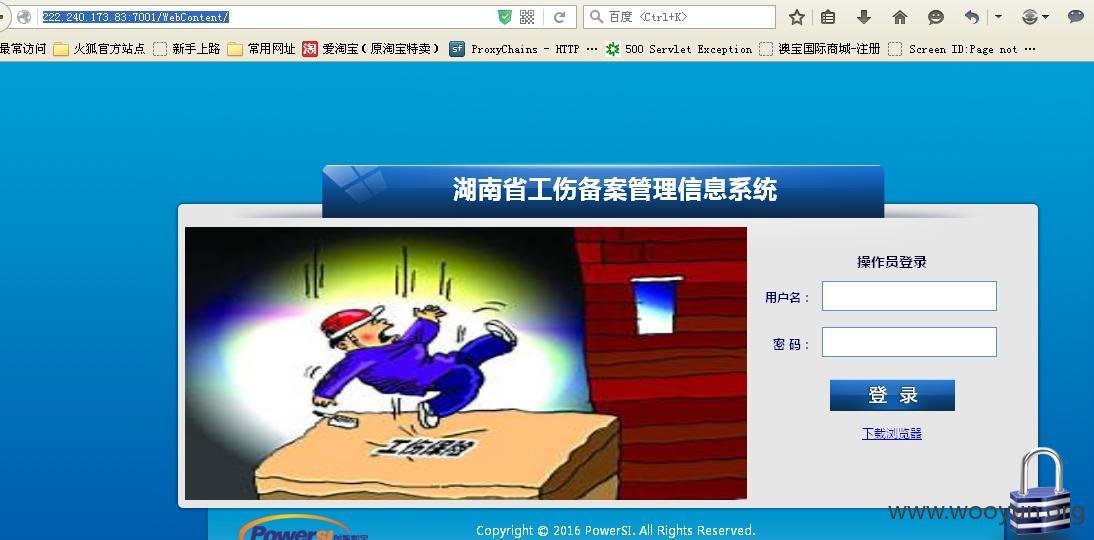 222.240.173.83:7001/WebContent/
百度 <Ctrl+K>
最常访问 火狐官方站点 新手上路 常用网址 淘 爱淘宝（原淘宝特卖） sf ProxyChains - HTTP ... 500 Servlet Exception 澳宝国际商城-注册 Screen ID:Page not ...
湖南省工伤备案管理信息系统
操作员登录
用户名：
密 码：
登 录
下载浏览器
工伤保险
PowerSI
Copyright © 2016 PowerSI. All Rights Reserved.
www.wooyun.org